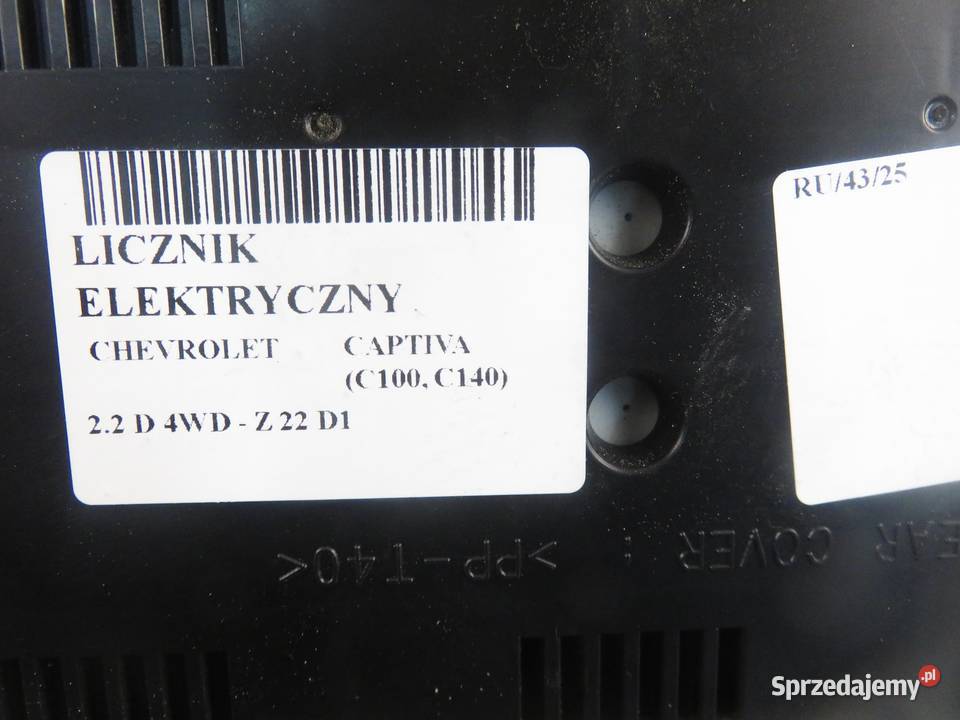 LICZNIK
ELEKTRYCZNY
CHEVROLET CAPTIVA
(C100, C140)
2.2 D 4WD - Z 22 D1
RU/43/25
EAR COVER : >PP-T40<
Sprzedajemy.pl